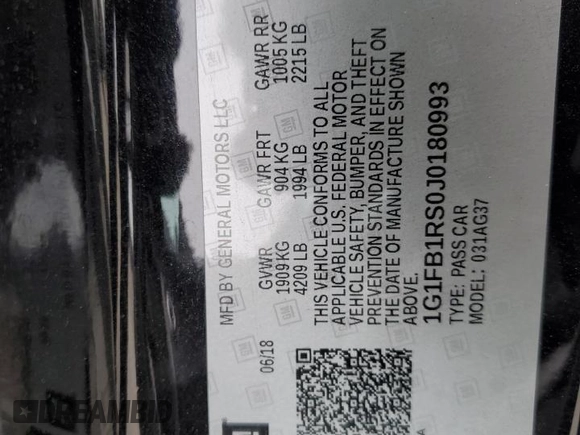 MFD BY GENERAL MOTORS LLC
06/18
GVWR GAWR FRT GAWR RR
1909 KG 904 KG 1005 KG
4209 LB 1994 LB 2215 LB
THIS VEHICLE CONFORMS TO ALL
APPLICABLE U.S. FEDERAL MOTOR
VEHICLE SAFETY, BUMPER, AND THEFT
PREVENTION STANDARDS IN EFFECT ON
THE DATE OF MANUFACTURE SHOWN
ABOVE.
1G1FB1RS0J0180993
TYPE: PASS CAR
MODEL: 031AG37
GM
DREAMBID